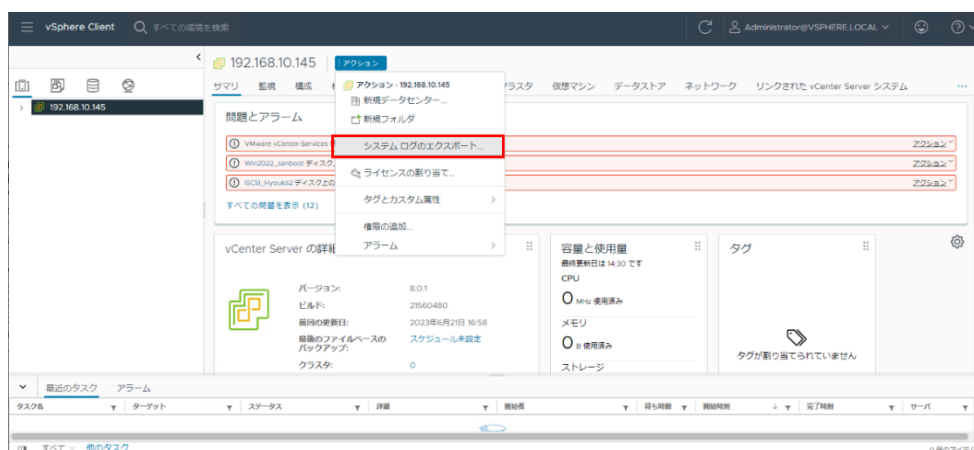 vSphere Client
すべての環境を検索
Administrator@VSPHERE.LOCAL
192.168.10.145
アクション
サマリ 監視 構成
クラスタ 仮想マシン データストア ネットワーク リンクされた vCenter Server システム
192.168.10.145
アクション - 192.168.10.145
新規データセンター...
新規フォルダ
システム ログのエクスポート...
ライセンスの割り当て...
タグとカスタム属性
権限の追加...
アラーム
問題とアラーム
VMware vCenter-Services
アクション
Win2022_sanboot ディスク
アクション
iSCSI_Hyouka2 ディスク上の
アクション
すべての問題を表示 (12)
vCenter Server の詳細
バージョン: 8.0.1
ビルド: 21560480
前回の更新日: 2023年6月21日 16:58
最後のファイルベースのバックアップ: スケジュール未設定
クラスタ: 0
容量と使用量
最終更新日は 14:30 です
CPU
0 MHz 使用済み
メモリ
0 B 使用済み
ストレージ
タグ
タグが割り当てられていません
最近のタスク アラーム
タスク名 ターゲット ステータス 詳細 開始者 待ち時間 開始時刻 完了時刻 サーバ
すべて 他のタスク